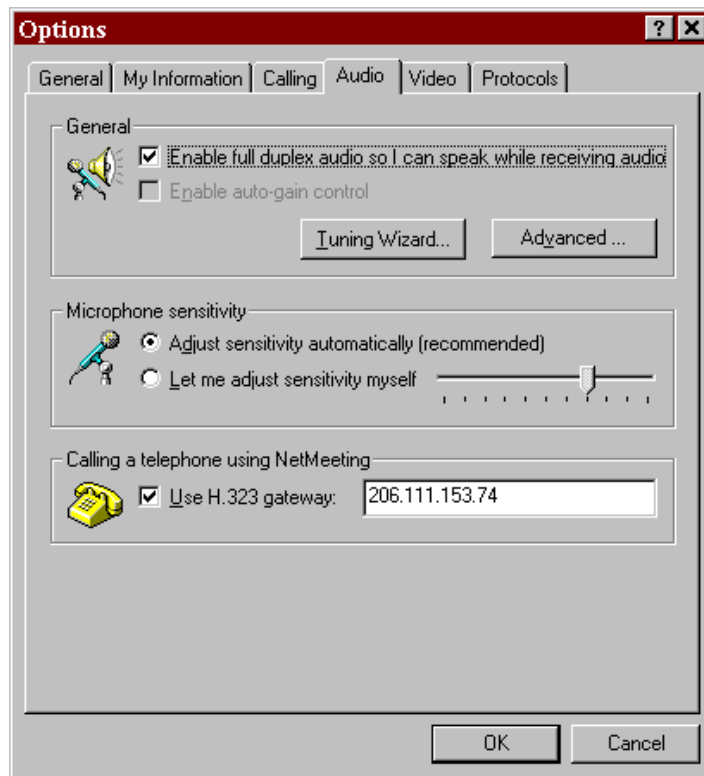 Options
General My Information Calling Audio Video Protocols
General
Enable full duplex audio so I can speak while receiving audio
Enable auto-gain control
Tuning Wizard... Advanced ...
Microphone sensitivity
Adjust sensitivity automatically (recommended)
Let me adjust sensitivity myself
Calling a telephone using NetMeeting
Use H.323 gateway: 206.111.153.74
OK Cancel